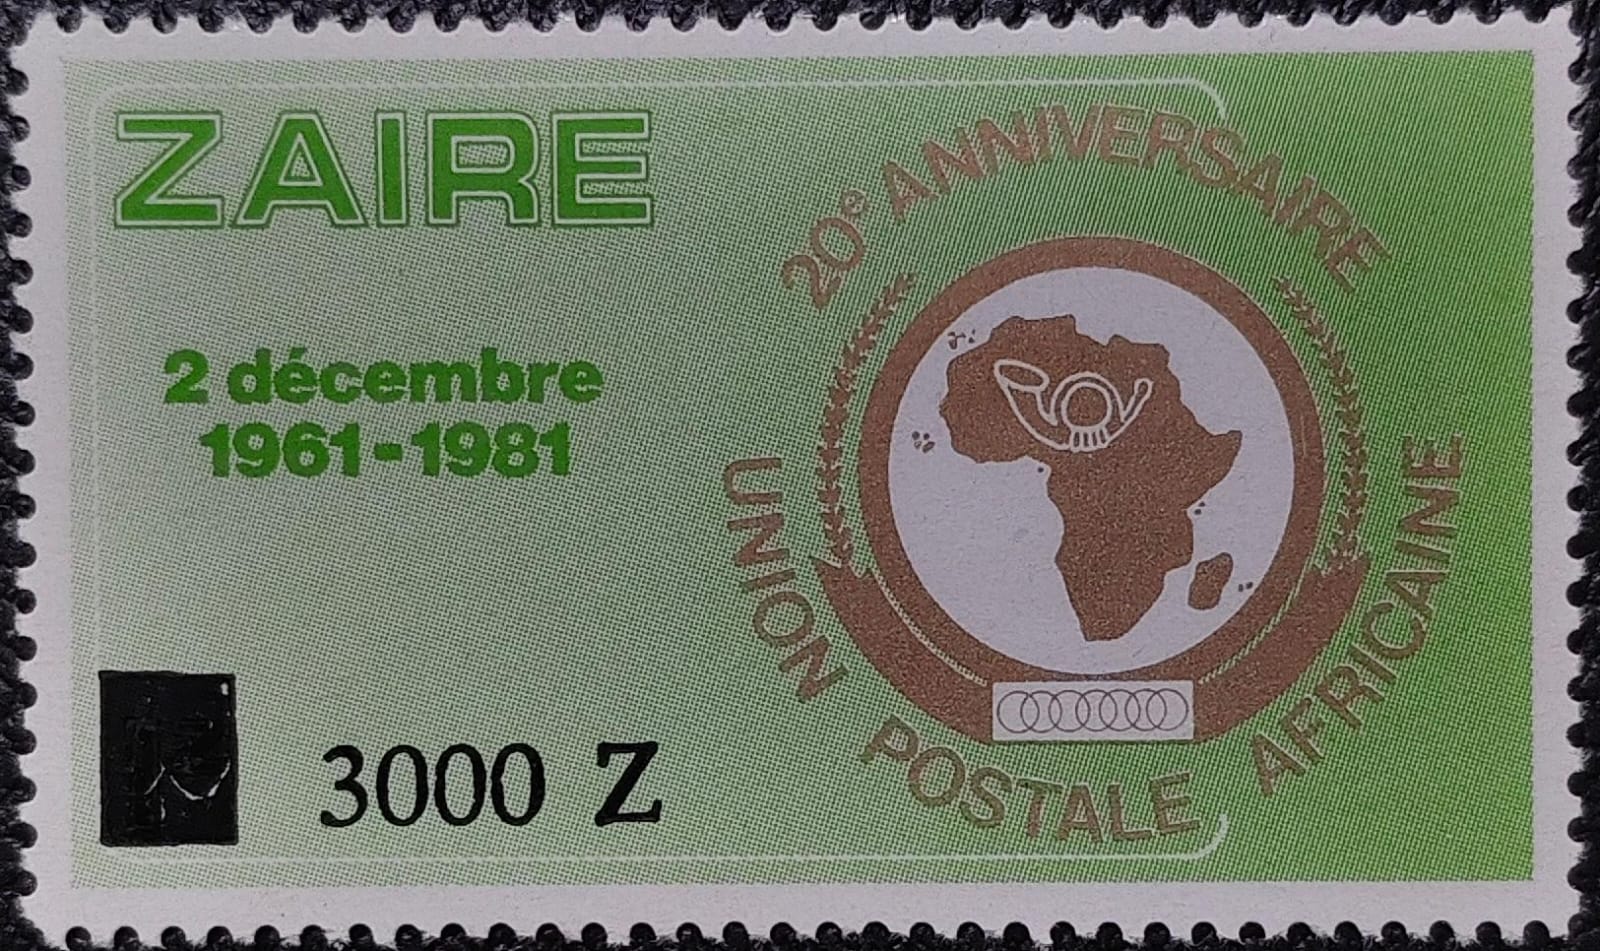 ZAIRE
20e ANNIVERSAIRE
2 décembre
1961-1981
UNION POSTALE AFRICAINE
3000 Z